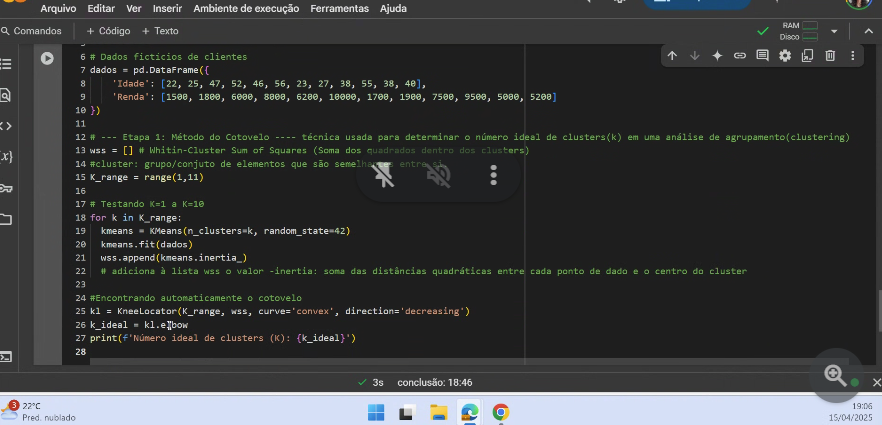 Arquivo Editar Ver Inserir Ambiente de execução Ferramentas Ajuda
Comandos + Código + Texto
RAM
Disco
6 # Dados ficticios de clientes
7 dados = pd.DataFrame({
8 'Idade': [22, 25, 47, 52, 46, 56, 23, 27, 38, 55, 38, 40],
9 'Renda': [1500, 1800, 6000, 8000, 6200, 10000, 1700, 1900, 7500, 9500, 5000, 5200]
10 })
11
12 # --- Etapa 1: Método do Cotovelo ---- técnica usada para determinar o número ideal de clusters(k) em uma análise de agrupamento(clustering)
13 wss = [] # Whitin-Cluster Sum of Squares (Soma dos quadrados dentro dos clusters)
14 #cluster: grupo/conjuto de elementos que são semelhantes entre si
15 K_range = range(1,11)
16
17 # Testando K=1 a K=10
18 for k in K_range:
19 kmeans = KMeans(n_clusters=k, random_state=42)
20 kmeans.fit(dados)
21 wss.append(kmeans.inertia_)
22 # adiciona à lista wss o valor -inertia: soma das distâncias quadráticas entre cada ponto de dado e o centro do cluster
23
24 #Encontrando automaticamente o cotovelo
25 kl = KneeLocator(K_range, wss, curve='convex', direction='decreasing')
26 k_ideal = kl.elbow
27 print(f'Número ideal de clusters (K): {k_ideal}')
28
3s conclusão: 18:46
3
22°C
Pred. nublado
19:06
15/04/2025